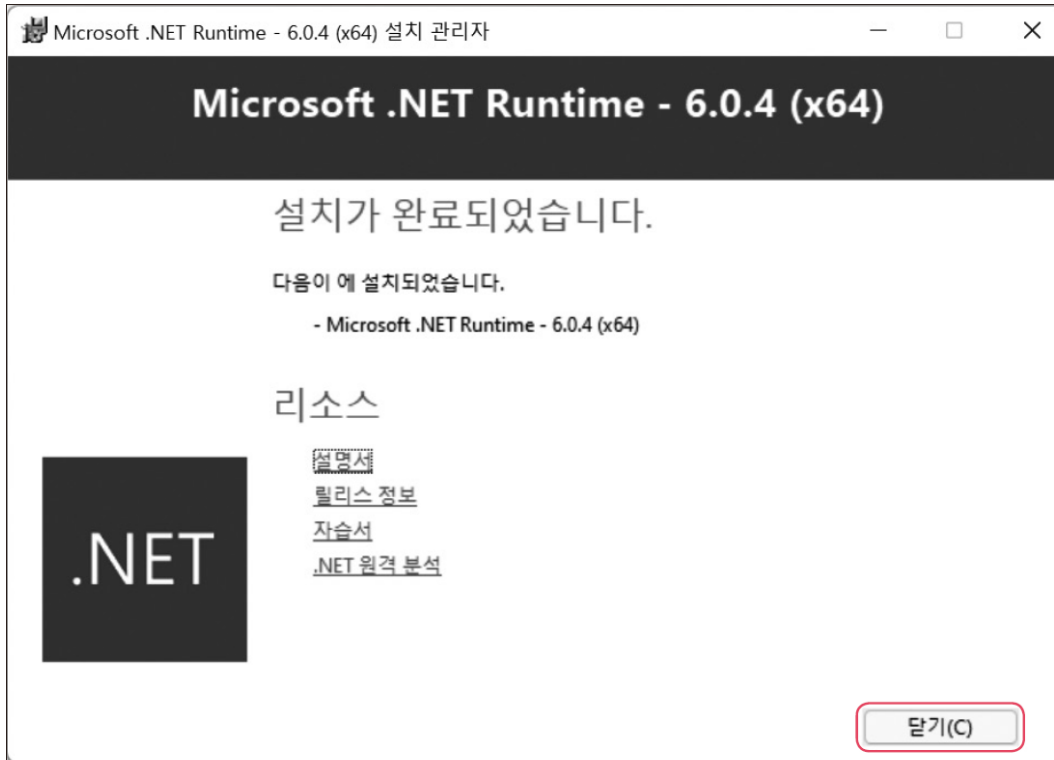 Microsoft .NET Runtime - 6.0.4 (x64) 설치 관리자
Microsoft .NET Runtime - 6.0.4 (x64)
설치가 완료되었습니다.
다음이 에 설치되었습니다.
- Microsoft .NET Runtime - 6.0.4 (x64)
리소스
설명서
릴리스 정보
자습서
.NET 원격 분석
.NET
닫기(C)